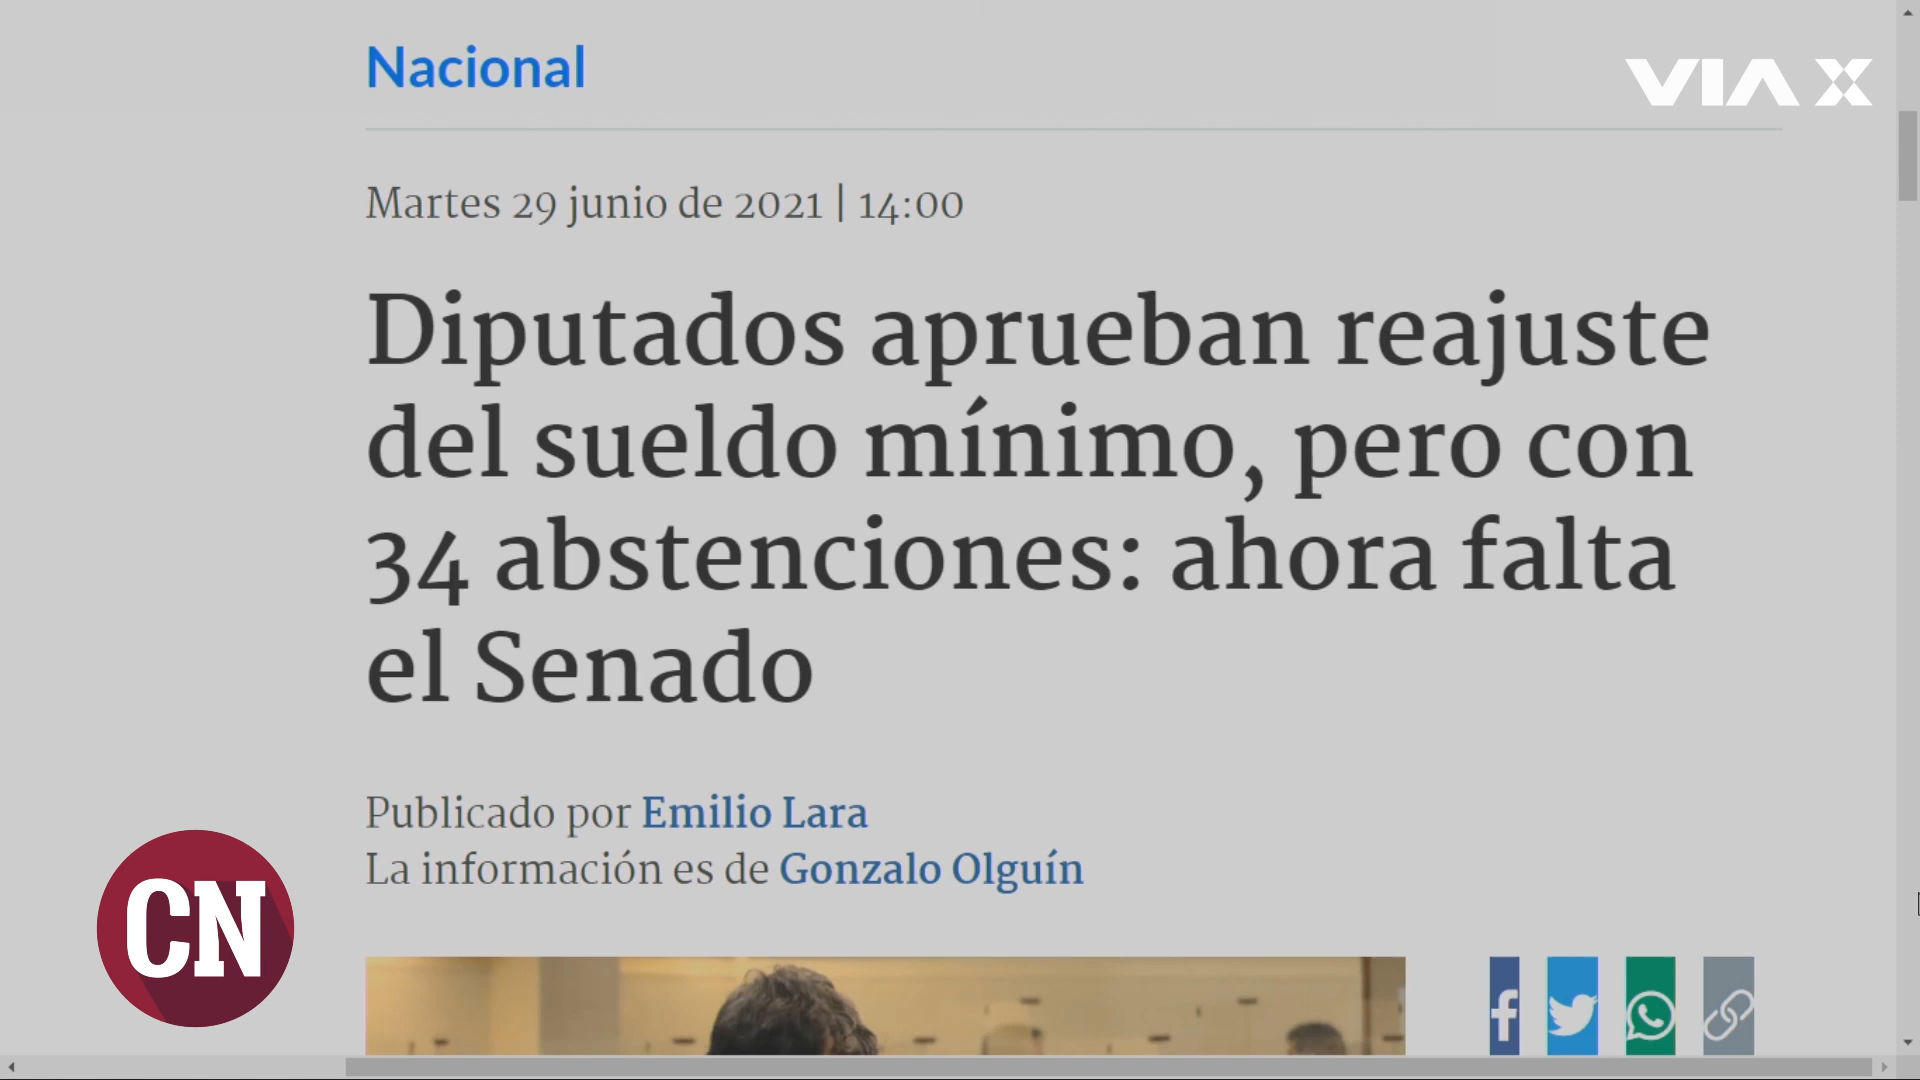 Nacional
VIA X
Martes 29 junio de 2021 | 14:00
Diputados aprueban reajuste
del sueldo mínimo, pero con
34 abstenciones: ahora falta
el Senado
Publicado por Emilio Lara
La información es de Gonzalo Olguín
CN